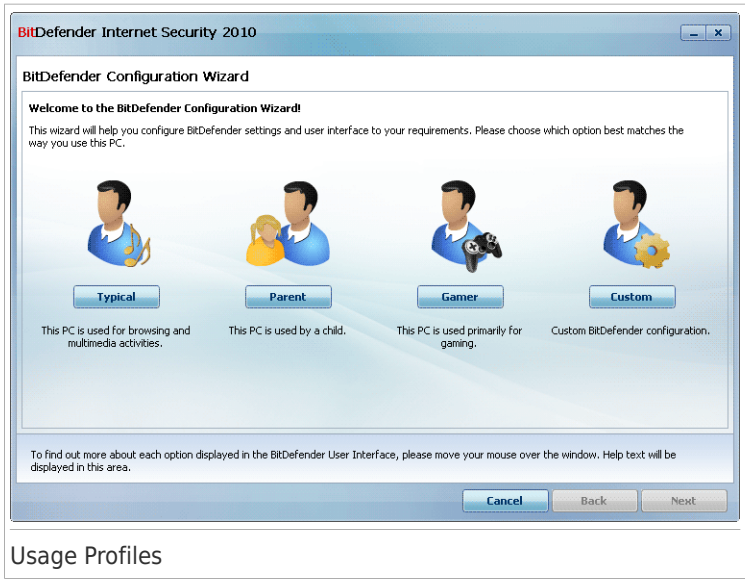 BitDefender Internet Security 2010
BitDefender Configuration Wizard
Welcome to the BitDefender Configuration Wizard!
This wizard will help you configure BitDefender settings and user interface to your requirements. Please choose which option best matches the
way you use this PC.
Typical
Parent
Gamer
Custom
This PC is used for browsing and
multimedia activities.
This PC is used by a child.
This PC is used primarily for
gaming.
Custom BitDefender configuration.
To find out more about each option displayed in the BitDefender User Interface, please move your mouse over the window. Help text will be
displayed in this area.
Cancel
Back
Next
Usage Profiles